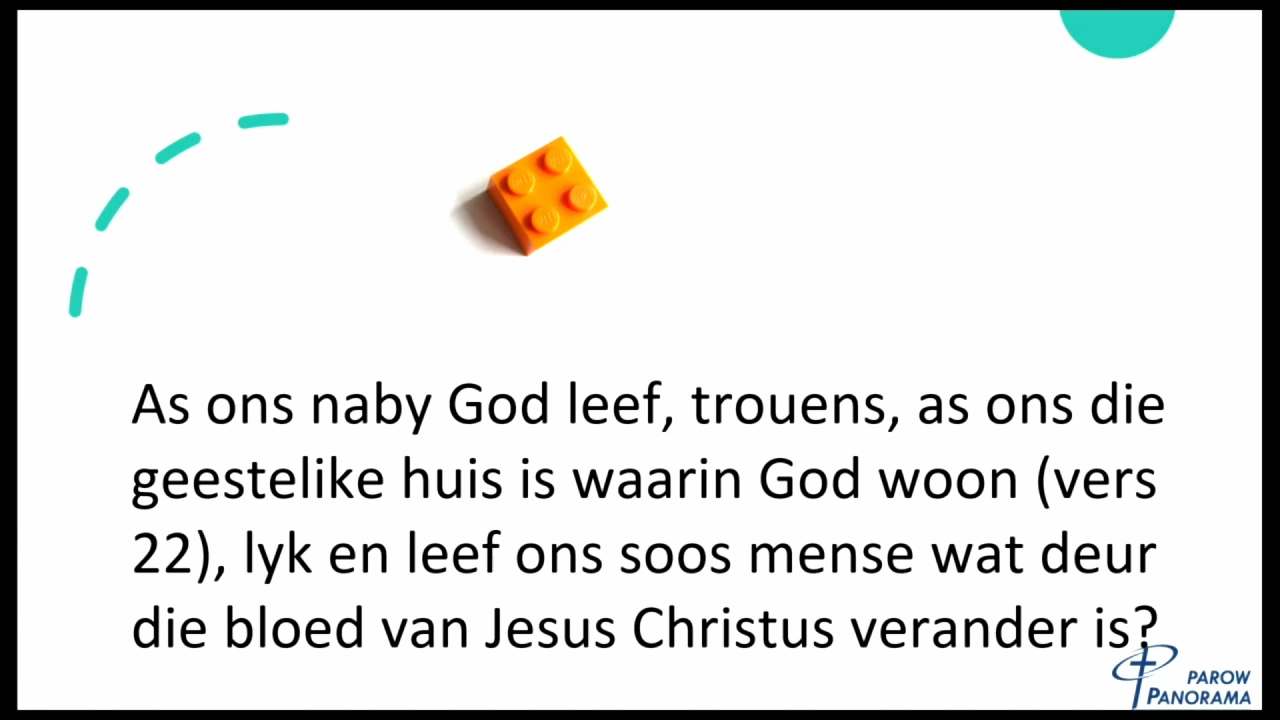 As ons naby God leef, trouens, as ons die
geestelike huis is waarin God woon (vers
22), lyk en leef ons soos mense wat deur
die bloed van Jesus Christus verander is?
PAROW
PANORAMA